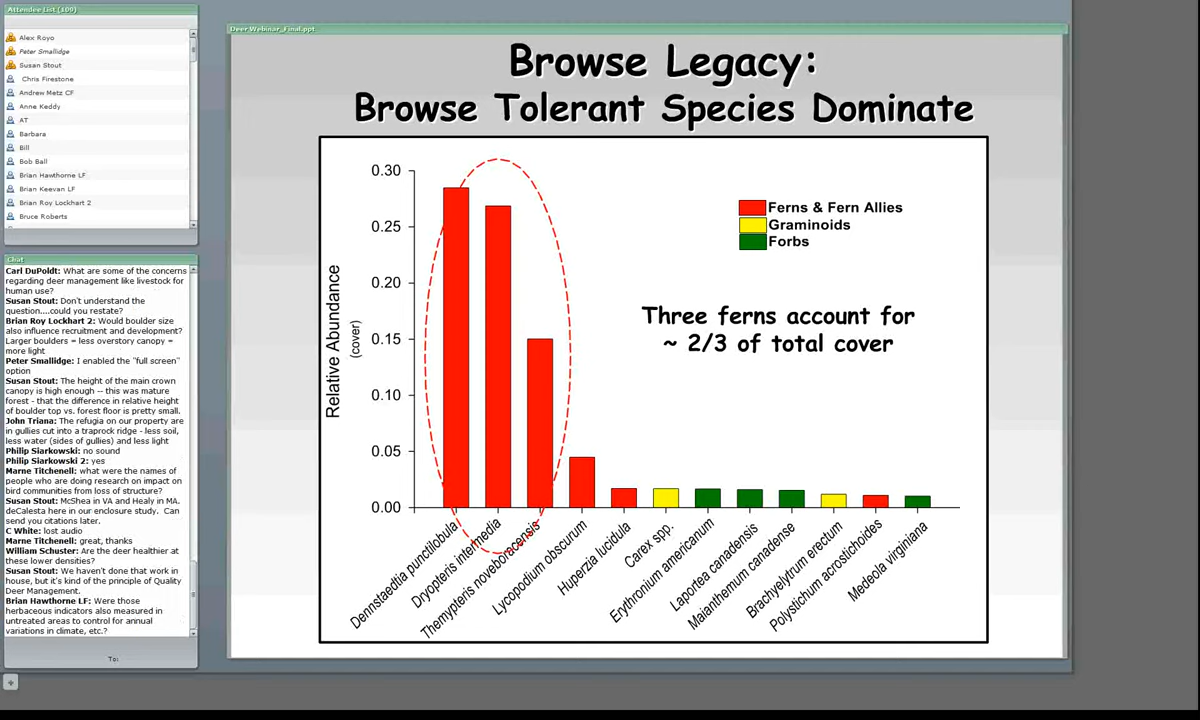 Attendee List (109)
Alex Royo
Peter Smallidge
Susan Stout
Chris Firestone
Andrew Metz CF
Anne Keddy
AT
Barbara
Bill
Bob Ball
Brian Hawthorne LF
Brian Keevan LF
Brian Roy Lockhart 2
Bruce Roberts
Chat
Carl DuPoldt: What are some of the concerns
regarding deer management like livestock for
human use?
Susan Stout: Don't understand the
question....could you restate?
Brian Roy Lockhart 2: Would boulder size
also influence recruitment and development?
Larger boulders = less overstory canopy =
more light
Peter Smallidge: I enabled the "full screen"
option
Susan Stout: The height of the main crown
canopy is high enough -- this was mature
forest - that the difference in relative height
of boulder top vs. forest floor is pretty small.
John Triana: The refugia on our property are
in gullies cut into a traprock ridge - less soil,
less water (sides of gullies) and less light
Philip Siarkowski: no sound
Philip Siarkowski 2: yes
Marne Titchenell: what were the names of
people who are doing research on impact on
bird communities from loss of structure?
Susan Stout: McShea in VA and Healy in MA.
deCalesta here in our enclosure study. Can
send you citations later.
C White: lost audio
Marne Titchenell: great, thanks
William Schuster: Are the deer healthier at
these lower densities?
Susan Stout: We haven't done that work in
house, but it's kind of the principle of Quality
Deer Management.
Brian Hawthorne LF: Were those
herbaceous indicators also measured in
untreated areas to control for annual
variations in climate, etc.?
To:
Deer Webinar_Final.ppt
Browse Legacy:
Browse Tolerant Species Dominate
0.30
0.25
0.20
0.15
0.10
0.05
0.00
Relative Abundance
(cover)
Ferns & Fern Allies
Graminoids
Forbs
Three ferns account for
~ 2/3 of total cover
Dennstaedtia punctilobula
Dryopteris intermedia
Themypteris noveboracensis
Lycopodium obscurum
Huperzia lucidula
Carex spp.
Erythronium americanum
Laportea canadensis
Maianthemum canadense
Brachyelytrum erectum
Polystichum acrostichoides
Medeola virginiana